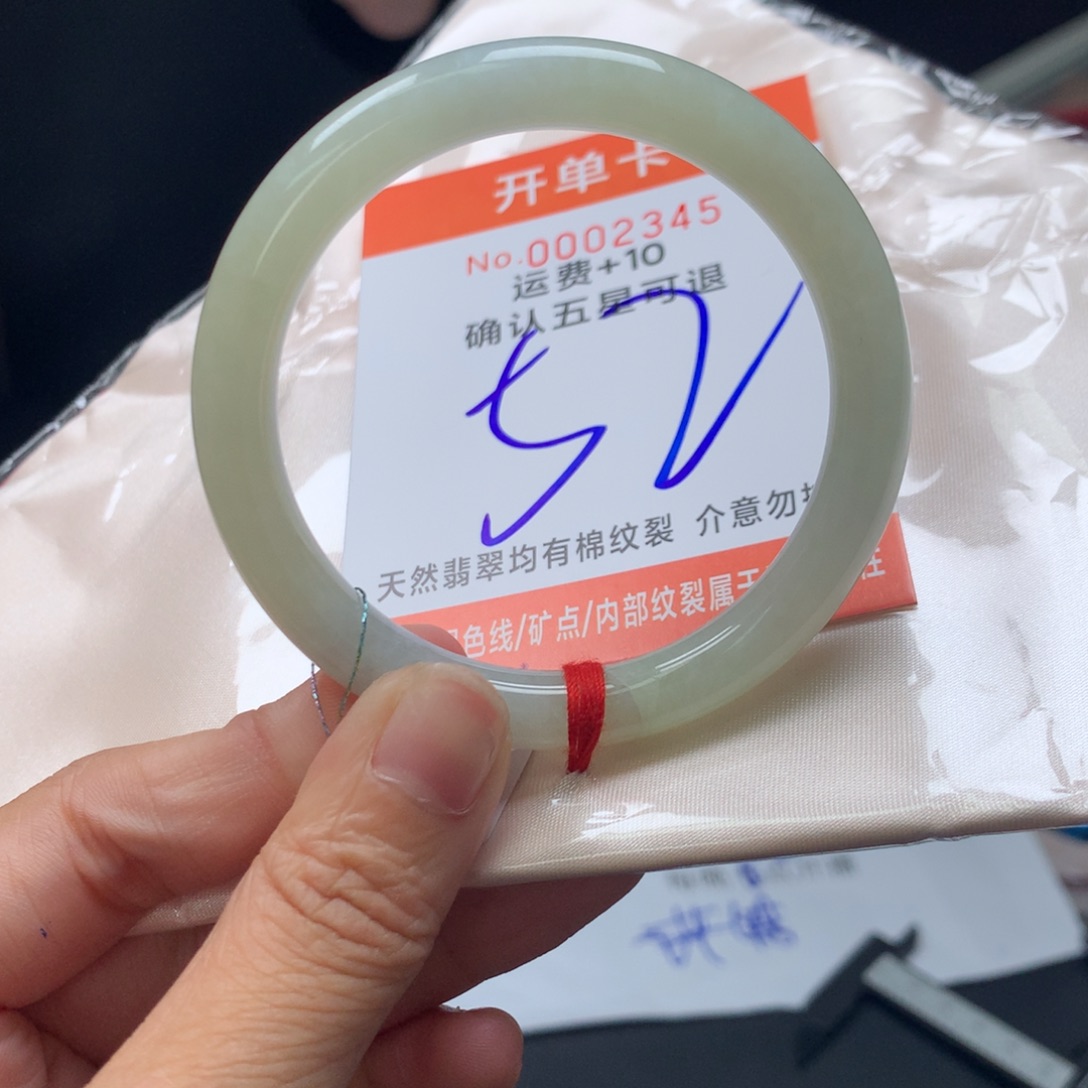 开单卡
No.0002345
运费+10
确认五星可退
52
天然翡翠均有棉纹裂 介意勿
色线/矿点/内部纹裂属于